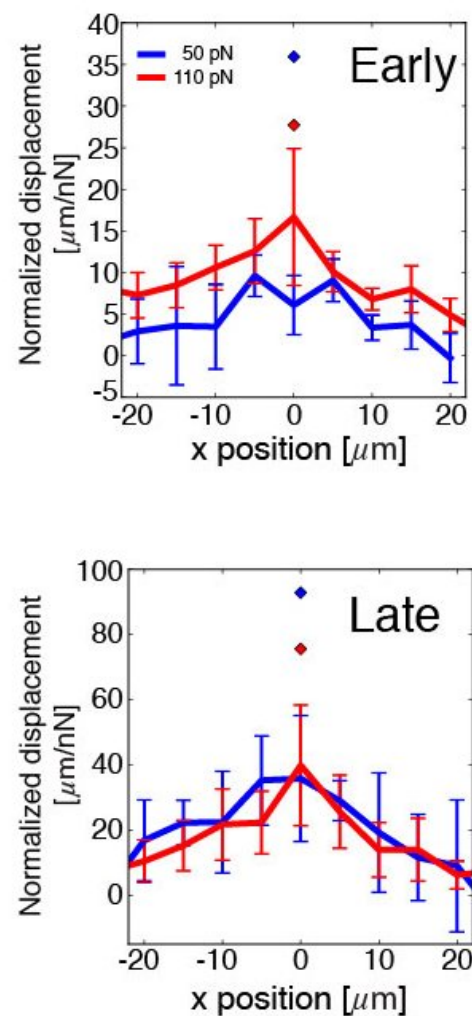 Early
50 pN
110 pN
Normalized displacement
[μm/nN]
40
35
30
25
20
15
10
5
0
-5
-20 -10 0 10 20
x position [μm]
Late
Normalized displacement
[μm/nN]
100
80
60
40
20
0
-20 -10 0 10 20
x position [μm]